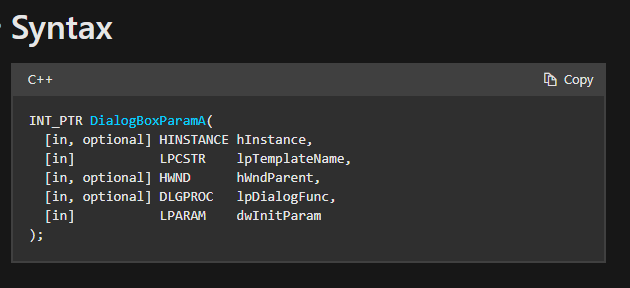 Syntax
C++
Copy
INT_PTR DialogBoxParamA(
  [in, optional] HINSTANCE hInstance,
  [in]           LPCSTR    lpTemplateName,
  [in, optional] HWND      hWndParent,
  [in, optional] DLGPROC   lpDialogFunc,
  [in]           LPARAM    dwInitParam
);